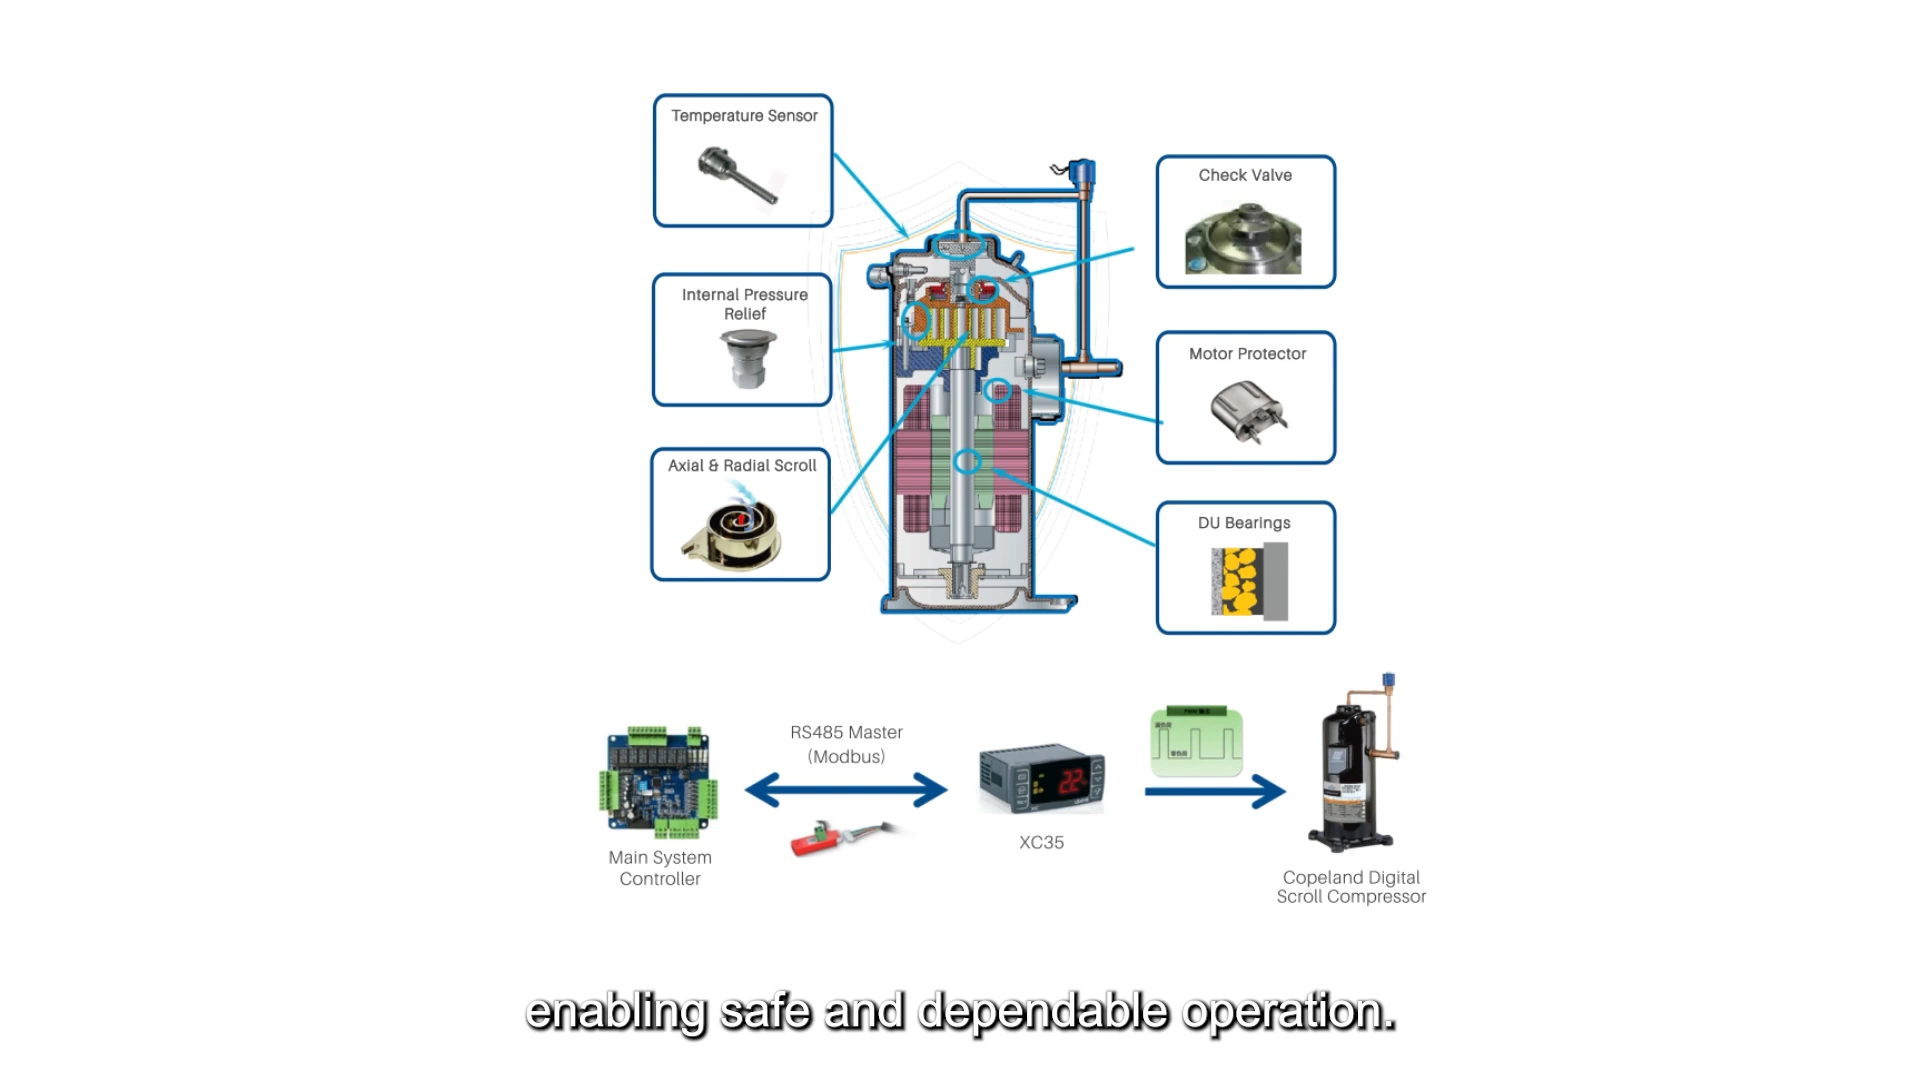 Temperature Sensor
Check Valve
Internal Pressure
Relief
Motor Protector
Axial & Radial Scroll
DU Bearings
RS485 Master
(Modbus)
XC35
Main System
Controller
Copeland Digital
Scroll Compressor
enabling safe and dependable operation.